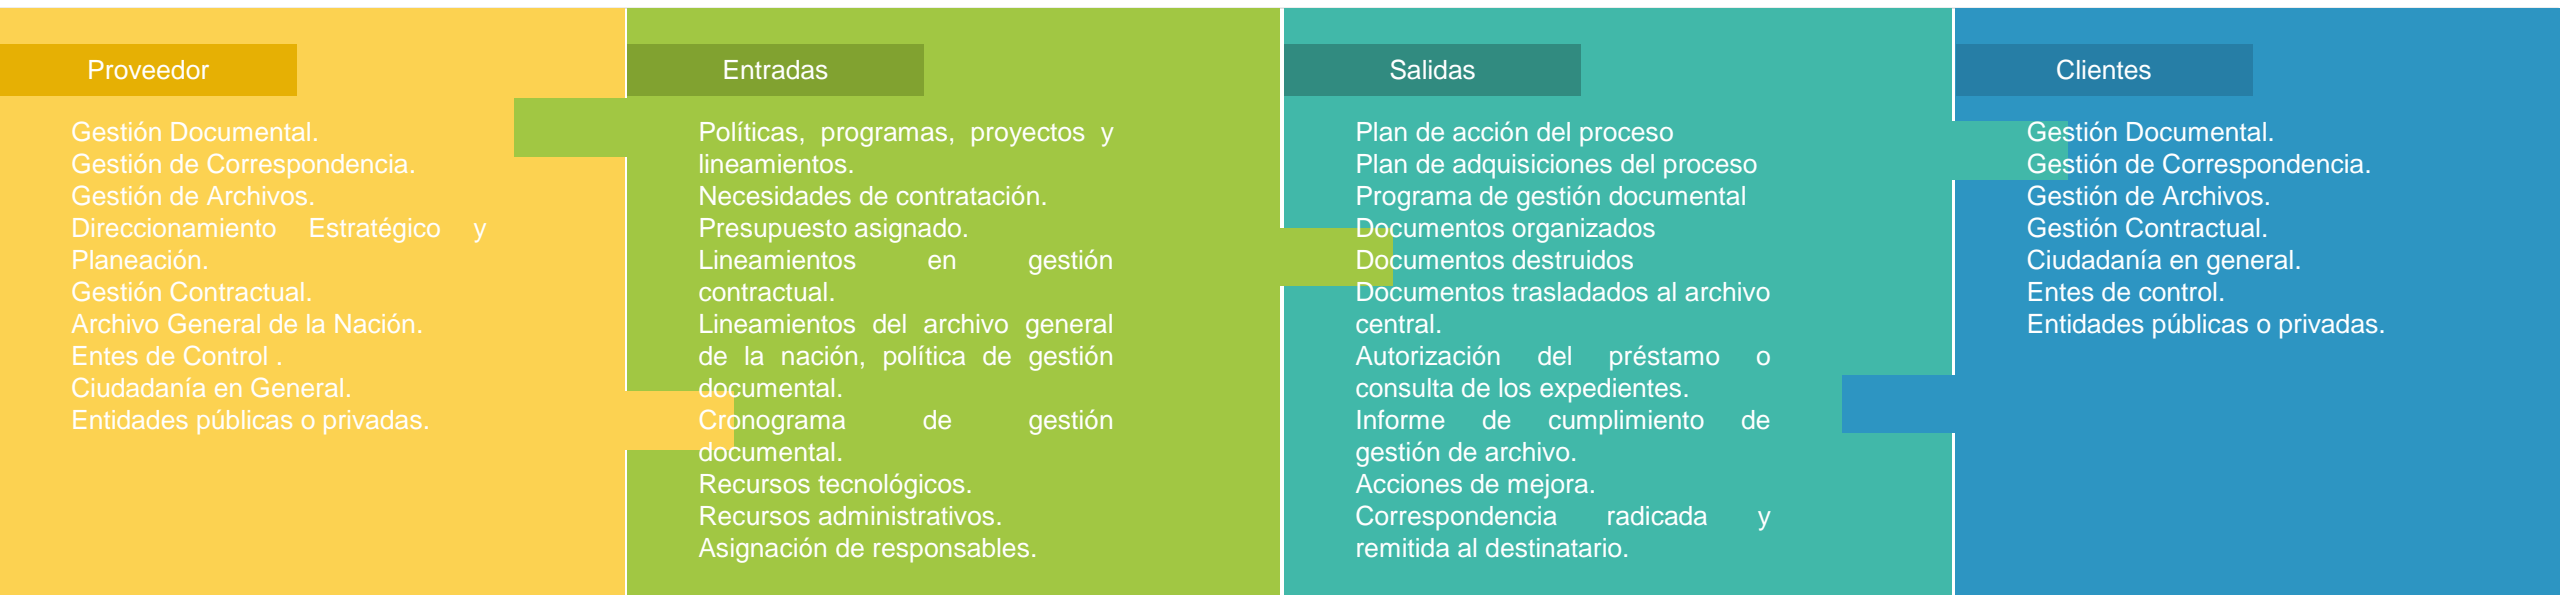 Proveedor
Gestión Documental.
Gestión de Correspondencia.
Gestión de Archivos.
Direccionamiento Estratégico y
Planeación.
Gestión Contractual.
Archivo General de la Nación.
Entes de Control .
Ciudadanía en General.
Entidades públicas o privadas.
Entradas
Políticas, programas, proyectos y
lineamientos.
Necesidades de contratación.
Presupuesto asignado.
Lineamientos en gestión
contractual.
Lineamientos del archivo general
de la nación, política de gestión
documental.
Cronograma de gestión
documental.
Recursos tecnológicos.
Recursos administrativos.
Asignación de responsables.
Salidas
Plan de acción del proceso
Plan de adquisiciones del proceso
Programa de gestión documental
Documentos organizados
Documentos destruidos
Documentos trasladados al archivo
central.
Autorización del préstamo o
consulta de los expedientes.
Informe de cumplimiento de
gestión de archivo.
Acciones de mejora.
Correspondencia radicada y
remitida al destinatario.
Clientes
Gestión Documental.
Gestión de Correspondencia.
Gestión de Archivos.
Gestión Contractual.
Ciudadanía en general.
Entes de control.
Entidades públicas o privadas.